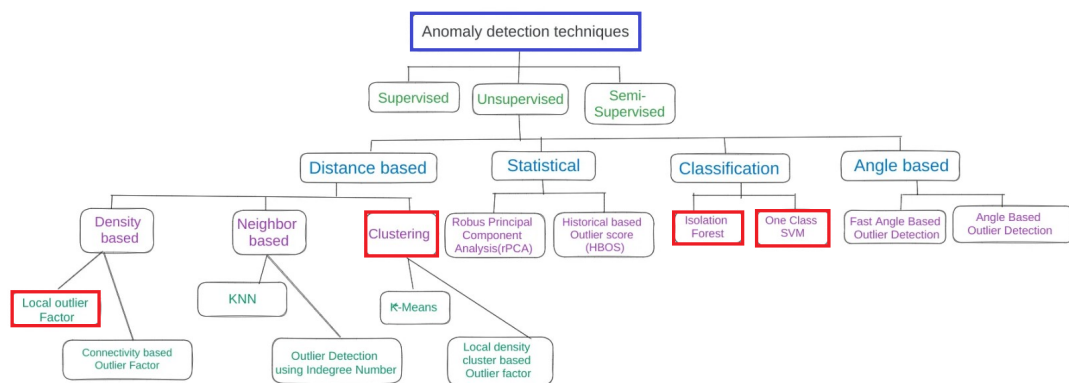 Anomaly detection techniques
Supervised
Unsupervised
Semi-
Supervised
Distance based
Statistical
Classification
Angle based
Density
based
Neighbor
based
Clustering
Robus Principal
Component
Analysis(rPCA)
Historical based
Outlier score
(HBOS)
Isolation
Forest
One Class
SVM
Fast Angle Based
Outlier Detection
Angle Based
Outlier Detection
Local outlier
Factor
Connectivity based
Outlier Factor
KNN
Outlier Detection
using Indegree Number
K-Means
Local density
cluster based
Outlier factor